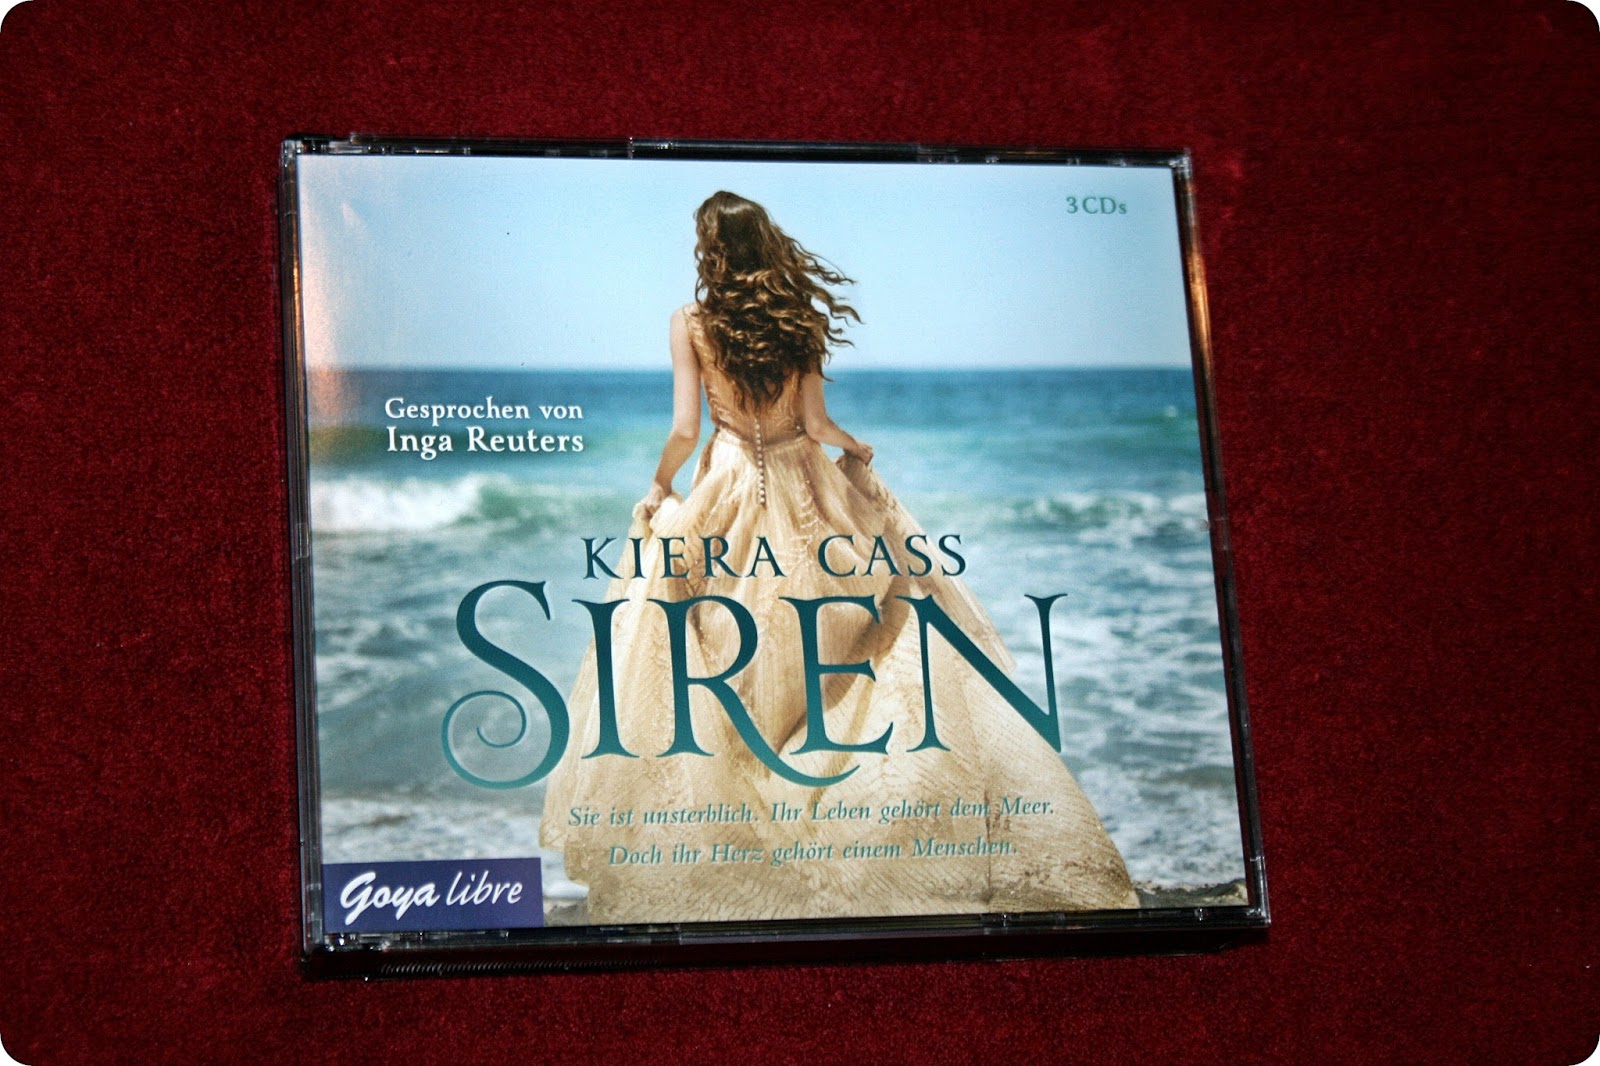 3 CDs
Gesprochen von
Inga Reuters
KIERA CASS
SIREN
Sie ist unsterblich. Ihr Leben gehört dem Meer.
Doch ihr Herz gehört einem Menschen.
Goya libre